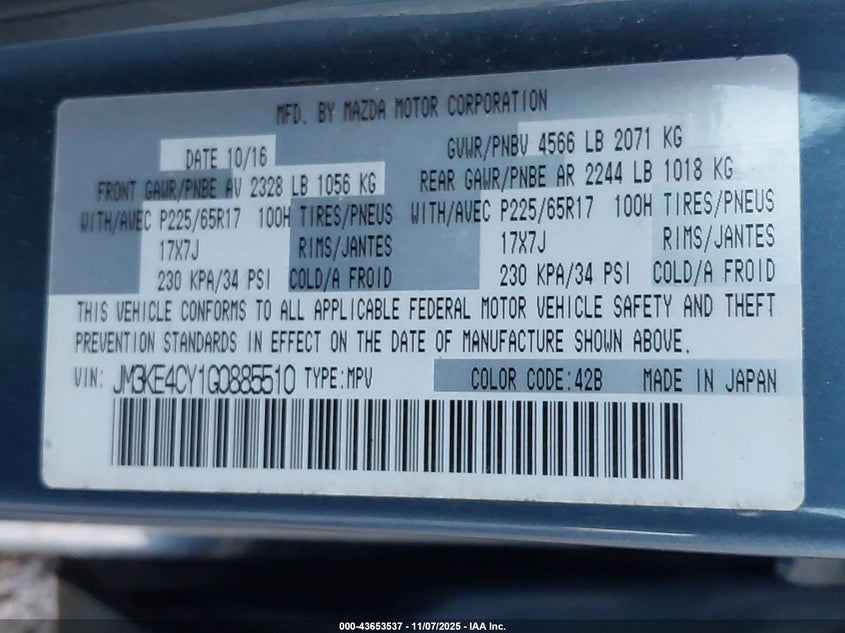 MFD. BY MAZDA MOTOR CORPORATION
DATE 10/16 GVWR/PNBV 4566 LB 2071 KG
FRONT GAWR/PNBE AV 2328 LB 1056 KG REAR GAWR/PNBE AR 2244 LB 1018 KG
WITH/AVEC P225/65R17 100H TIRES/PNEUS WITH/AVEC P225/65R17 100H TIRES/PNEUS
17X7J RIMS/JANTES 17X7J RIMS/JANTES
230 KPA/34 PSI COLD/A FROID 230 KPA/34 PSI COLD/A FROID
THIS VEHICLE CONFORMS TO ALL APPLICABLE FEDERAL MOTOR VEHICLE SAFETY AND THEFT
PREVENTION STANDARDS IN EFFECT ON THE DATE OF MANUFACTURE SHOWN ABOVE.
VIN: JM3KE4CY1G0885510 TYPE:MPV COLOR CODE:42B MADE IN JAPAN
000-43653537 - 11/07/2025 - IAA Inc.